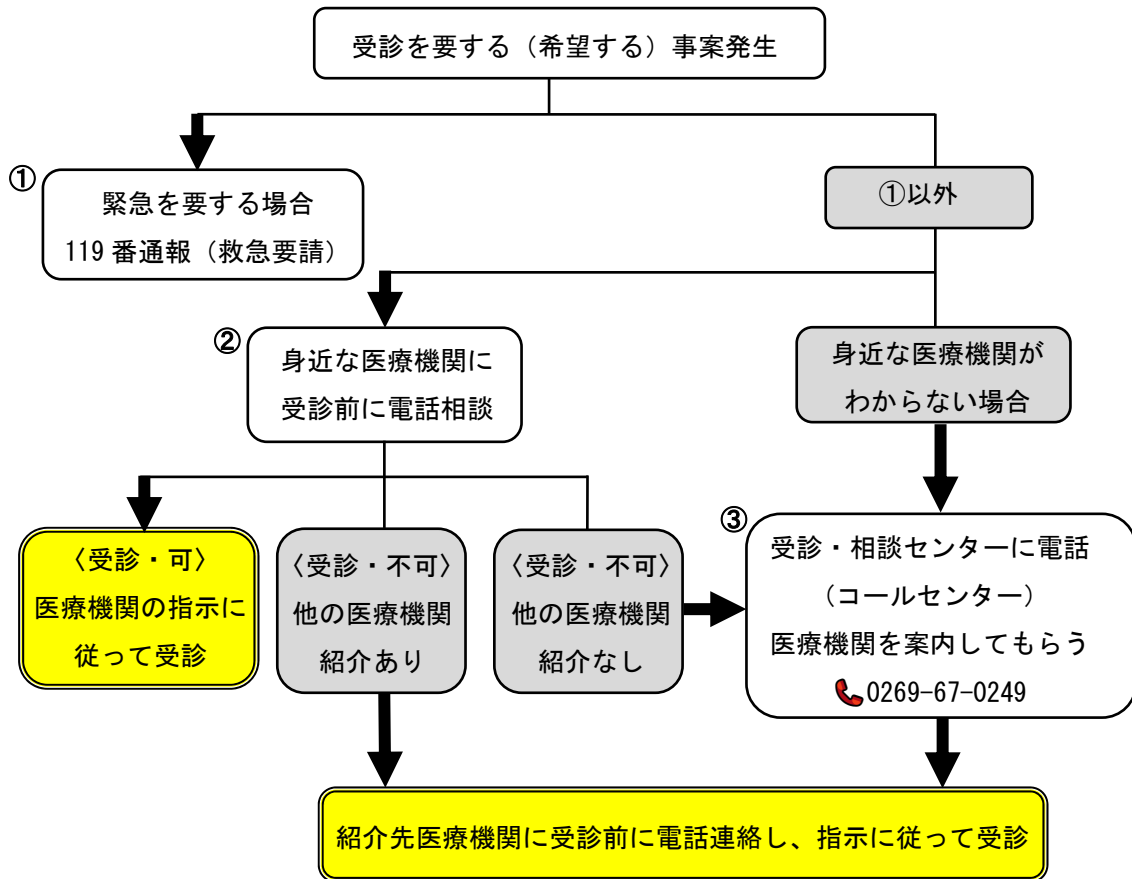 受診を要する（希望する）事案発生
①
緊急を要する場合
119番通報（救急要請）
①以外
②
身近な医療機関に
受診前に電話相談
身近な医療機関が
わからない場合
〈受診・可〉
医療機関の指示に
従って受診
〈受診・不可〉
他の医療機関
紹介あり
〈受診・不可〉
他の医療機関
紹介なし
③
受診・相談センターに電話
（コールセンター）
医療機関を案内してもらう
0269-67-0249
紹介先医療機関に受診前に電話連絡し、指示に従って受診